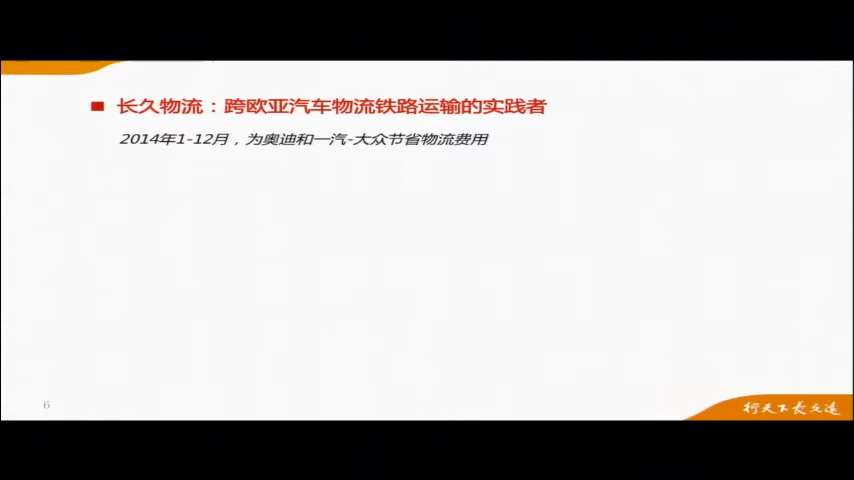 长久物流：跨欧亚汽车物流铁路运输的实践者
2014年1-12月，为奥迪和一汽-大众节省物流费用
6
行天下 长久远